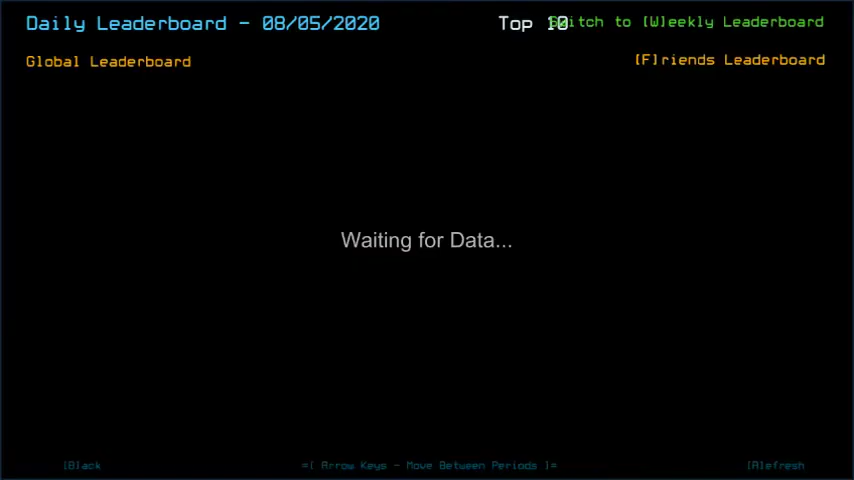 Daily Leaderboard - 08/05/2020
Top 10
Switch to [W]eekly Leaderboard
Global Leaderboard
[F]riends Leaderboard
Waiting for Data...
[B]ack
=[ Arrow Keys - Move Between Periods ]=
[R]efresh